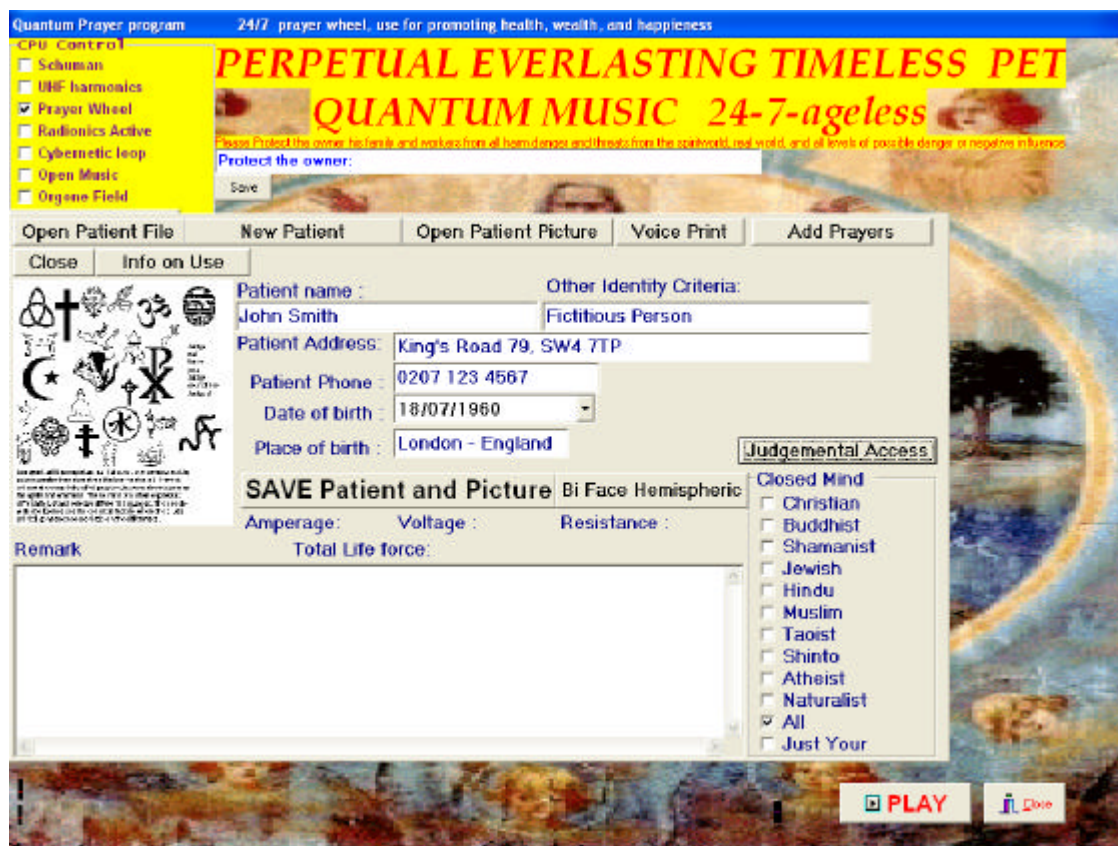 Quantum Prayer program 24/7 prayer wheel, use for promoting health, wealth, and happieness
CPU Control
Schuman
UHF harmonics
Prayer Wheel
Radionics Active
Cybernetic loop
Open Music
Orgone Field
PERPETUAL EVERLASTING TIMELESS PET
QUANTUM MUSIC 24-7-ageless
Please Protect the owner his family and workers from all harm danger and threats from the spiritworld, real world, and all levels of possible danger or negative influence
Protect the owner:
Save
Open Patient File New Patient Open Patient Picture Voice Print Add Prayers
Close Info on Use
Patient name : Other Identity Criteria:
John Smith Fictitious Person
Patient Address: King's Road 79, SW4 7TP
Patient Phone : 0207 123 4567
Date of birth : 18/07/1960
Place of birth : London - England
Judgemental Access
SAVE Patient and Picture Bi Face Hemispheric
Amperage: Voltage : Resistance :
Remark Total Life force:
Closed Mind
Christian
Buddhist
Shamanist
Jewish
Hindu
Muslim
Taoist
Shinto
Atheist
Naturalist
All
Just Your
PLAY Close